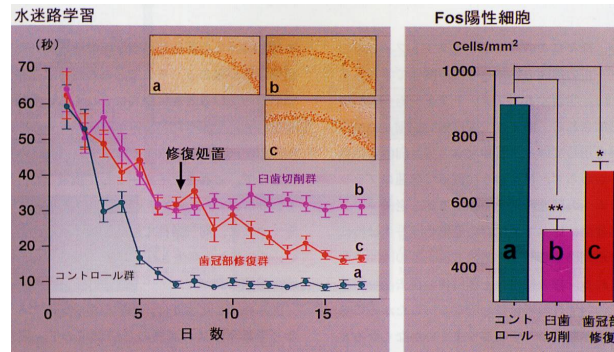 水迷路学習
(秒)
70
60
50
40
30
20
10
0
5
10
15
日 数
a
b
c
修復処置
臼歯切削群
b
歯冠部修復群
c
a
コントロール群
Fos陽性細胞
Cells/mm²
1000
800
600
400
**
*
a
b
c
コント
ロール
臼歯
切削
歯冠部
修復